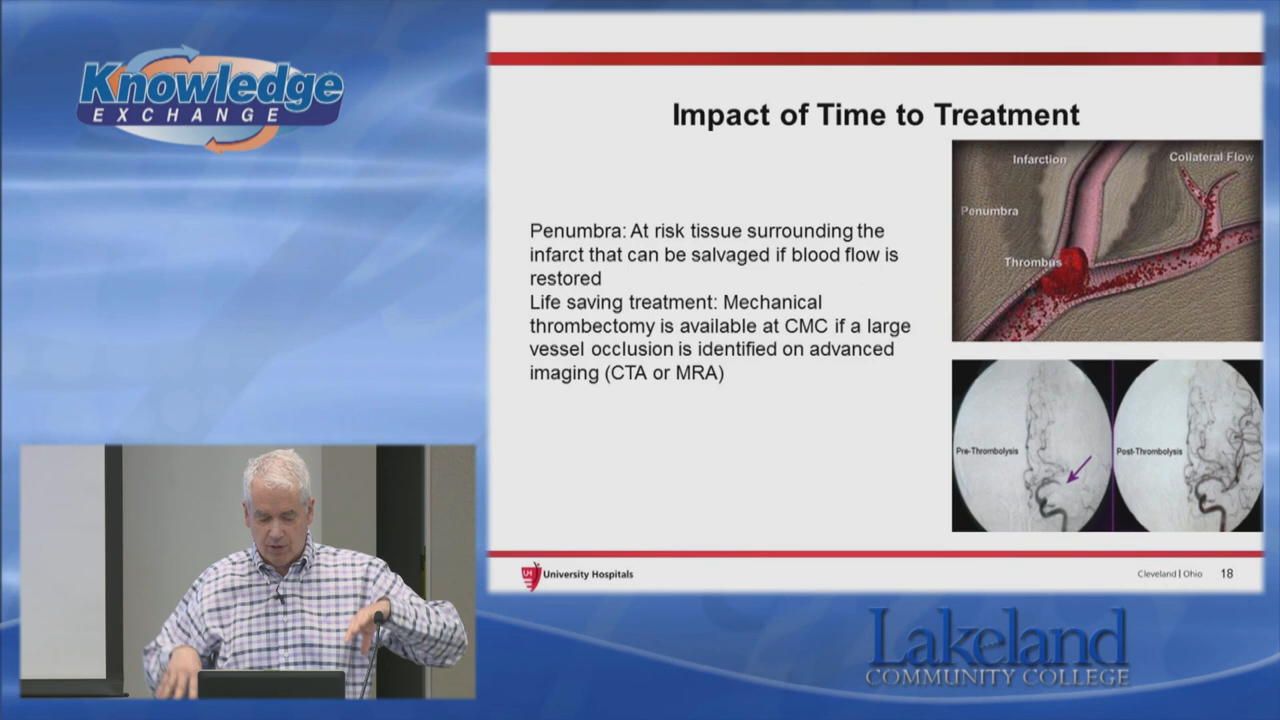 Knowledge
EXCHANGE
Impact of Time to Treatment
Penumbra: At risk tissue surrounding the
infarct that can be salvaged if blood flow is
restored
Life saving treatment: Mechanical
thrombectomy is available at CMC if a large
vessel occlusion is identified on advanced
imaging (CTA or MRA)
Infarction
Collateral Flow
Penumbra
Thrombus
Pre-Thrombolysis
Post-Thrombolysis
UH University Hospitals
Cleveland | Ohio 18
Lakeland
COMMUNITY COLLEGE